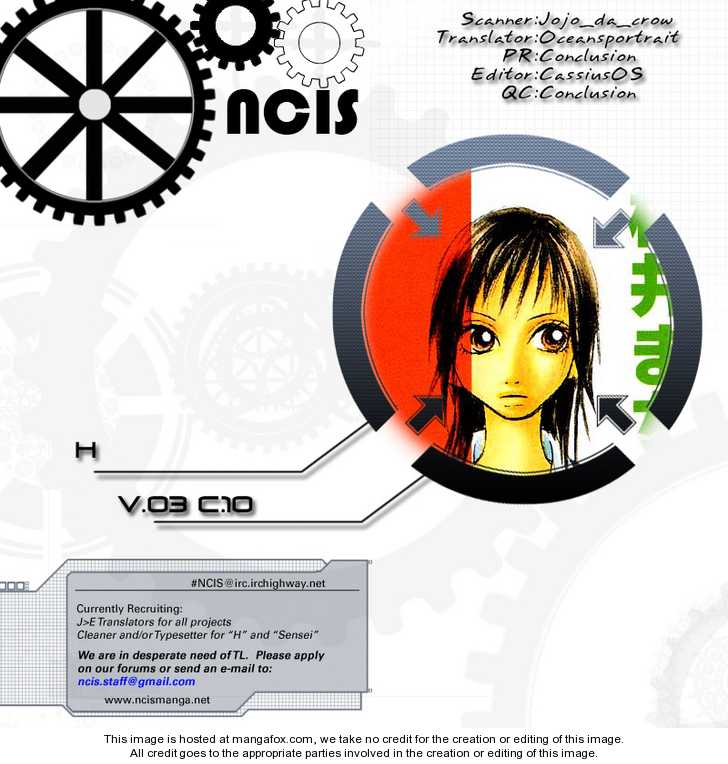 Scanner:Jojo_da_crow
Translator:Oceansportrait
PR:Conclusion
Editor:CassiusOS
QC:Conclusion
ncis
H
V.03 C.10
#NCIS@irc.irchighway.net
Currently Recruiting:
J>E Translators for all projects
Cleaner and/or Typesetter for “H” and “Sensei”
We are in desperate need of TL. Please apply
on our forums or send an e-mail to:
ncis.staff@gmail.com
www.ncismanga.net
This image is hosted at mangafox.com, we take no credit for the creation or editing of this image.
All credit goes to the appropriate parties involved in the creation or editing of this image.